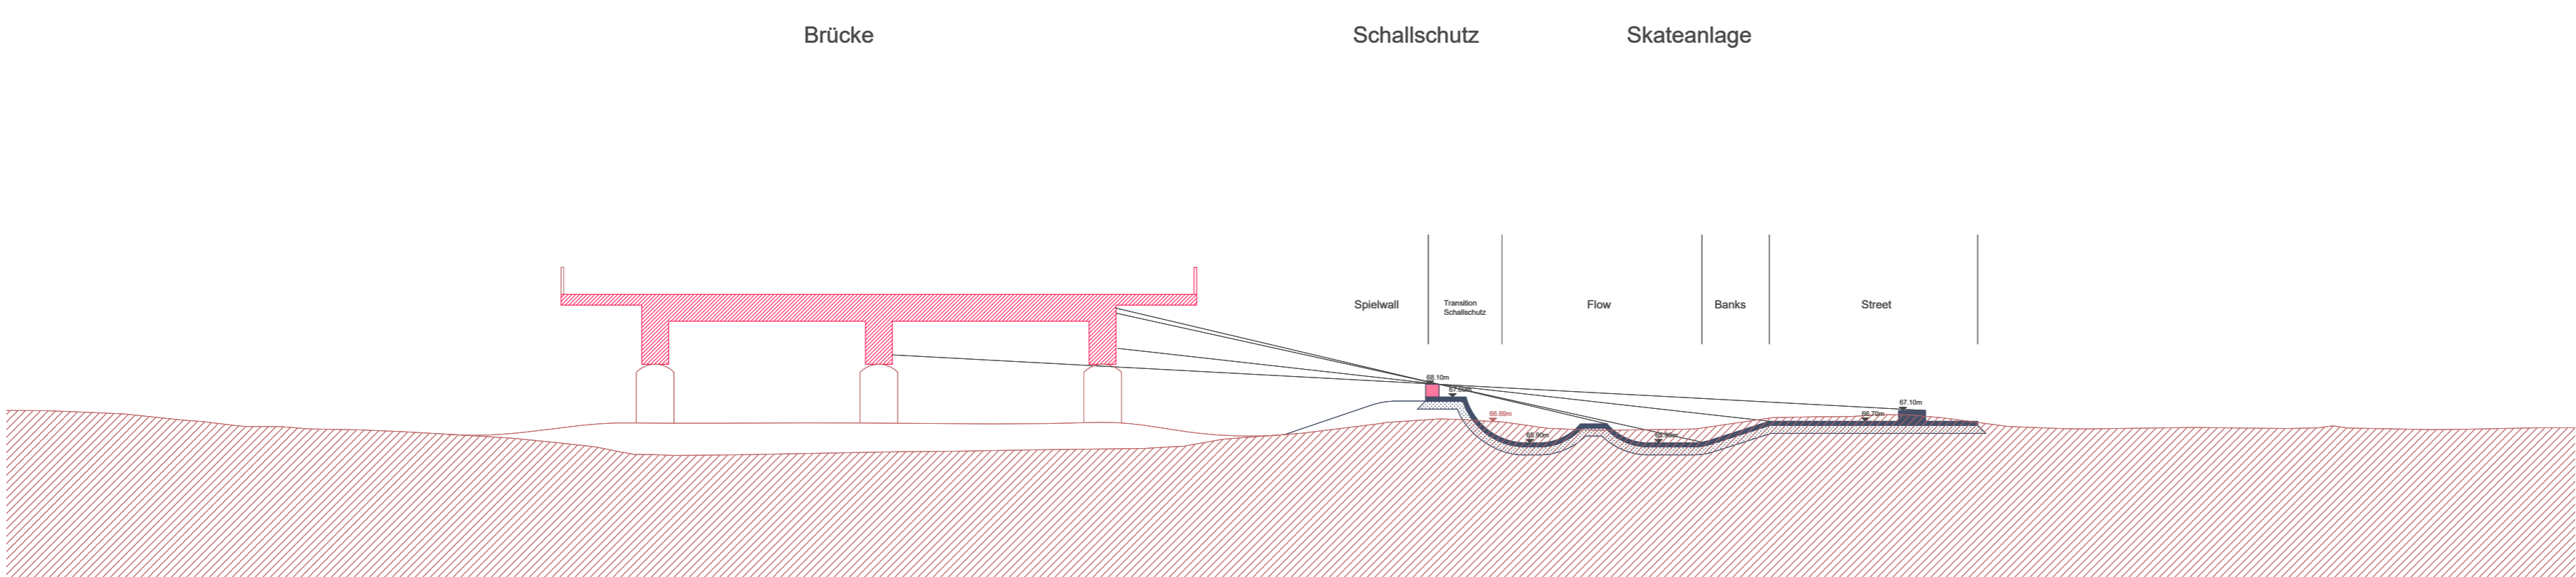 Brücke
Schallschutz
Skateanlage
Spielwall
Transition
Schallschutz
Flow
Banks
Street
68.10m
66.69m
67.10m
66.70m